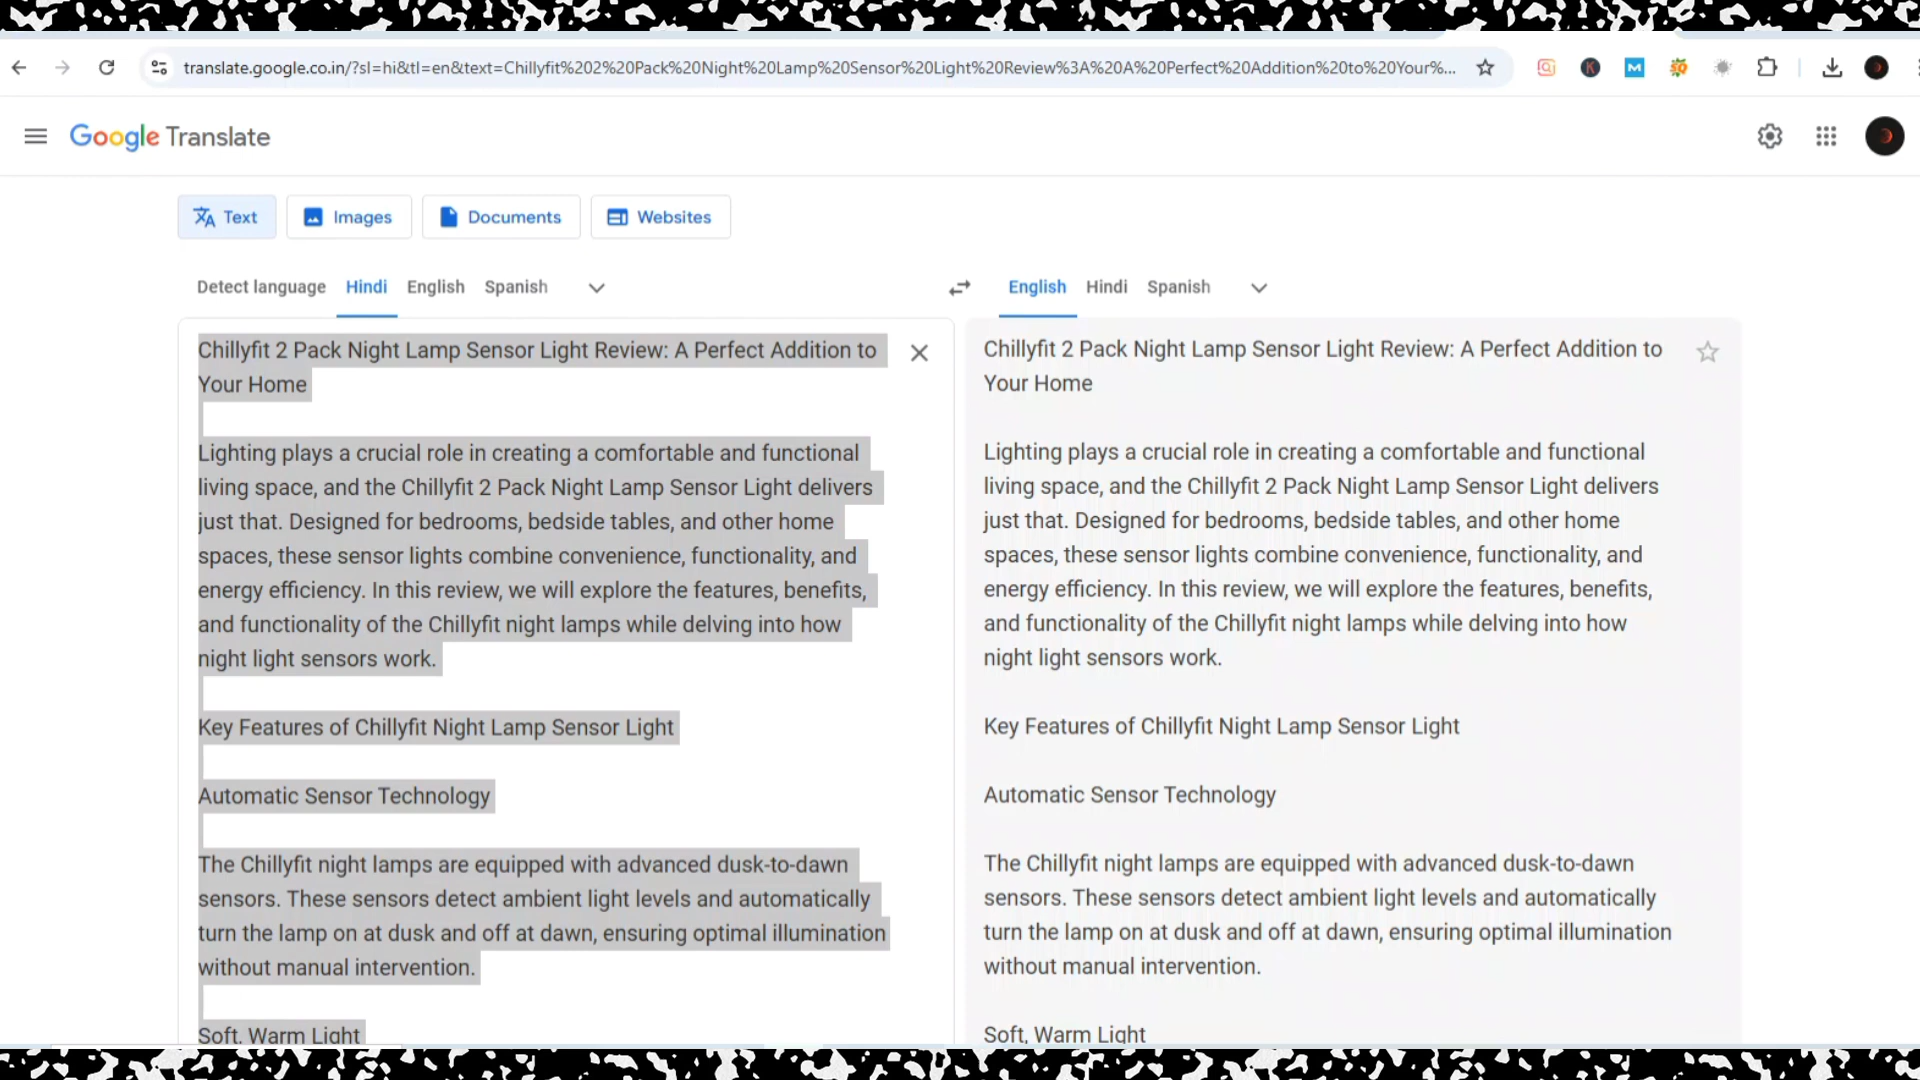 translate.google.co.in/?sl=hi&tl=en&text=Chillyfit%202%20Pack%20Night%20Lamp%20Sensor%20Light%20Review%3A%20A%20Perfect%20Addition%20to%20Your%...
Google Translate
Text Images Documents Websites
Detect language Hindi English Spanish
English Hindi Spanish
Chillyfit 2 Pack Night Lamp Sensor Light Review: A Perfect Addition to
Your Home
Lighting plays a crucial role in creating a comfortable and functional
living space, and the Chillyfit 2 Pack Night Lamp Sensor Light delivers
just that. Designed for bedrooms, bedside tables, and other home
spaces, these sensor lights combine convenience, functionality, and
energy efficiency. In this review, we will explore the features, benefits,
and functionality of the Chillyfit night lamps while delving into how
night light sensors work.
Key Features of Chillyfit Night Lamp Sensor Light
Automatic Sensor Technology
The Chillyfit night lamps are equipped with advanced dusk-to-dawn
sensors. These sensors detect ambient light levels and automatically
turn the lamp on at dusk and off at dawn, ensuring optimal illumination
without manual intervention.
Soft, Warm Light
Chillyfit 2 Pack Night Lamp Sensor Light Review: A Perfect Addition to
Your Home
Lighting plays a crucial role in creating a comfortable and functional
living space, and the Chillyfit 2 Pack Night Lamp Sensor Light delivers
just that. Designed for bedrooms, bedside tables, and other home
spaces, these sensor lights combine convenience, functionality, and
energy efficiency. In this review, we will explore the features, benefits,
and functionality of the Chillyfit night lamps while delving into how
night light sensors work.
Key Features of Chillyfit Night Lamp Sensor Light
Automatic Sensor Technology
The Chillyfit night lamps are equipped with advanced dusk-to-dawn
sensors. These sensors detect ambient light levels and automatically
turn the lamp on at dusk and off at dawn, ensuring optimal illumination
without manual intervention.
Soft, Warm Light